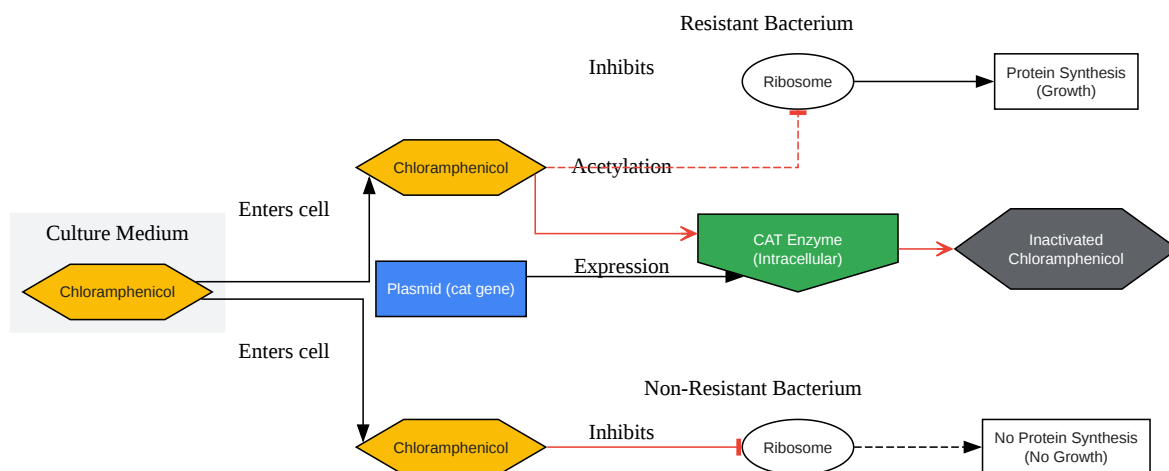 Resistant Bacterium
Inhibits
Ribosome
Protein Synthesis
(Growth)
Chloramphenicol
Acetylation
Enters cell
Culture Medium
CAT Enzyme
(Intracellular)
Inactivated
Chloramphenicol
Expression
Chloramphenicol
Plasmid (cat gene)
Enters cell
Non-Resistant Bacterium
Chloramphenicol
Inhibits
Ribosome
No Protein Synthesis
(No Growth)